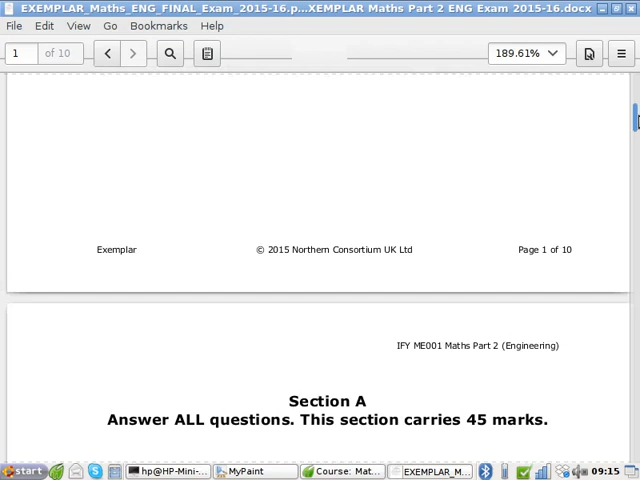 EXEMPLAR_Maths_ENG_FINAL_Exam_2015-16.p...XEMPLAR Maths Part 2 ENG Exam 2015-16.docx
File Edit View Go Bookmarks Help
1 of 10 189.61%
Exemplar © 2015 Northern Consortium UK Ltd Page 1 of 10
IFY ME001 Maths Part 2 (Engineering)
Section A
Answer ALL questions. This section carries 45 marks.
start hp@HP-Mini-... MyPaint Course: Mat... EXEMPLAR_M... 09:15